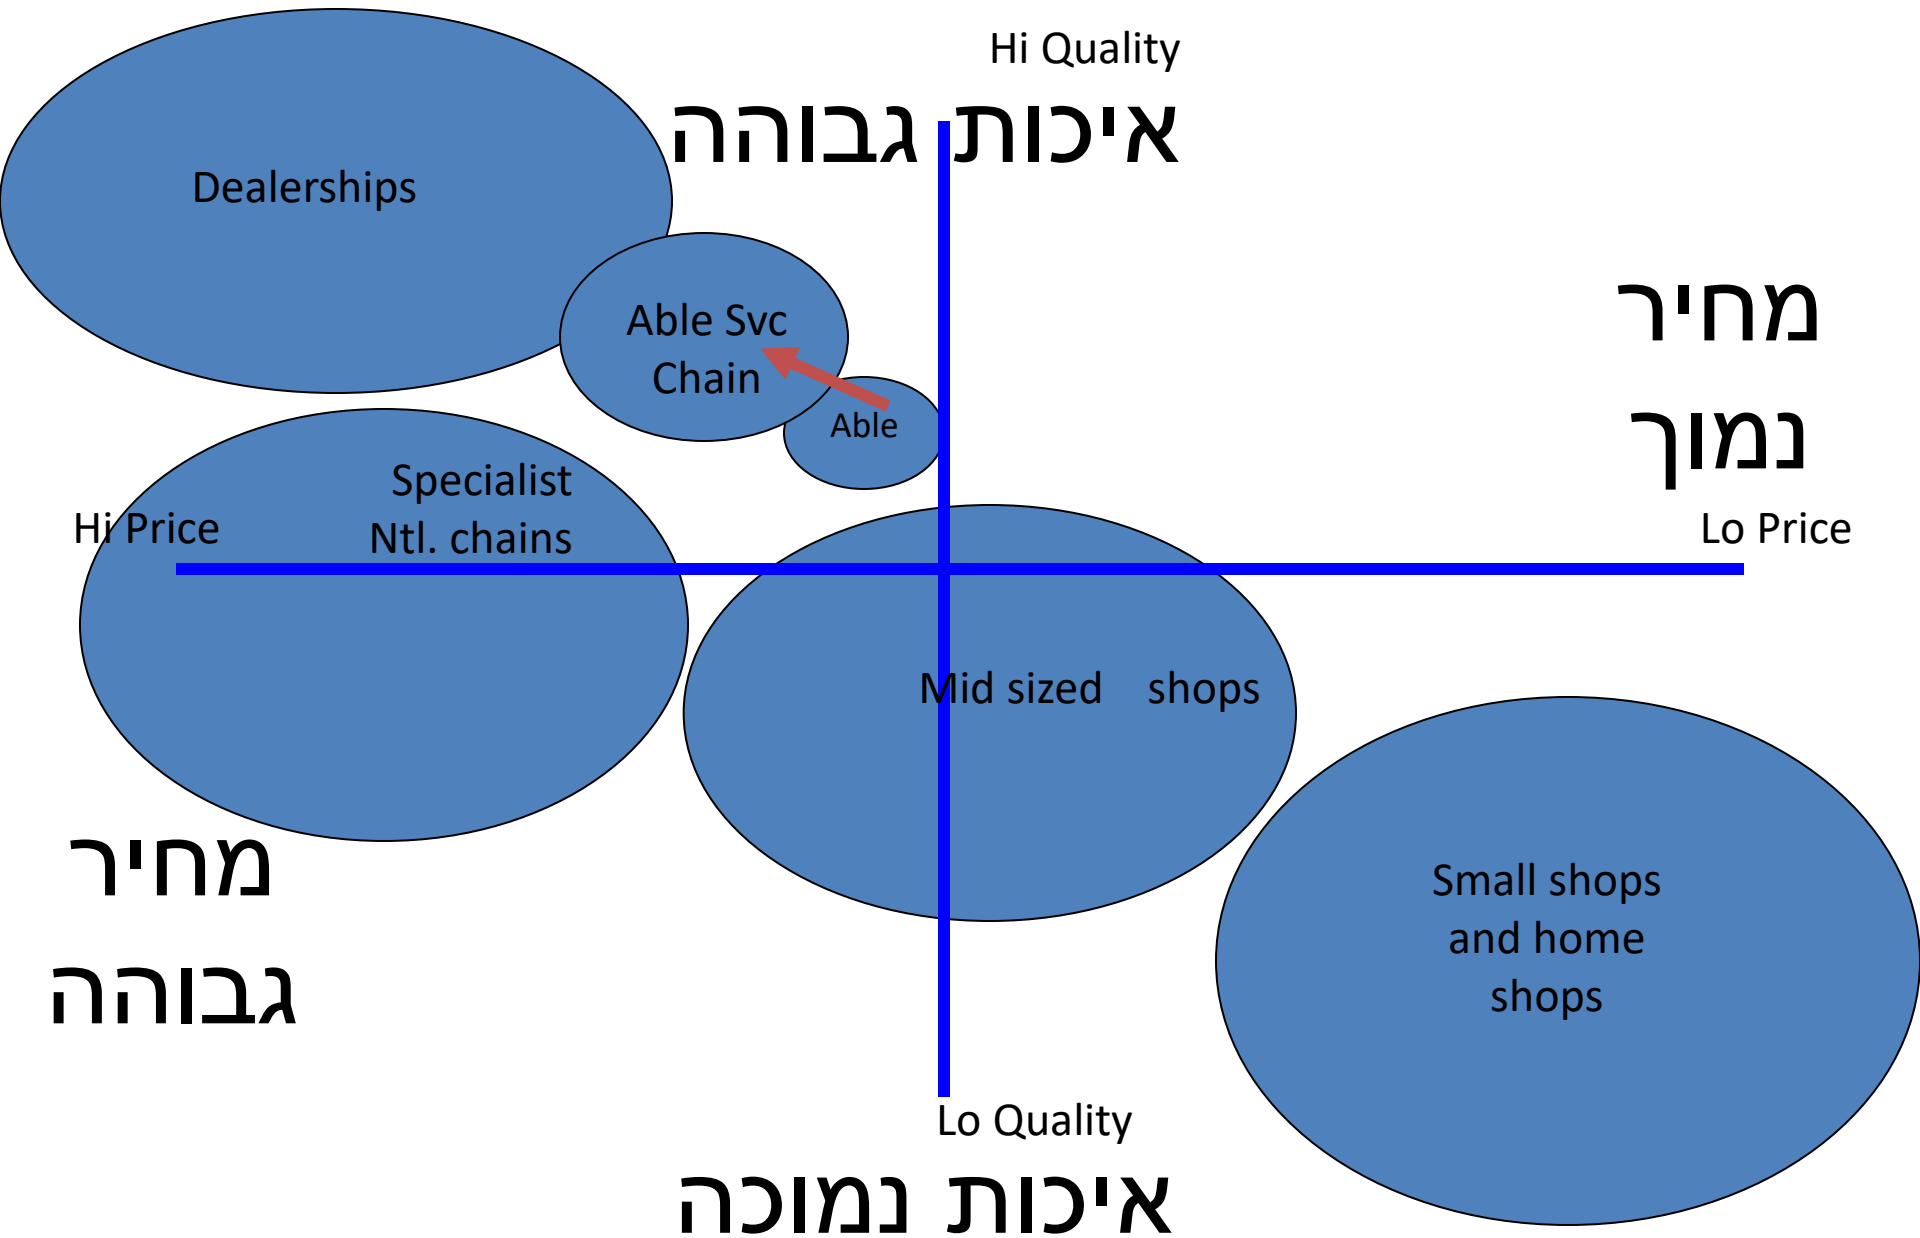 Hi Quality
איכות גבוהה
Dealerships
מחיר
נמוך
Able Svc
Chain
Able
Specialist
Ntl. chains
Hi Price
Lo Price
Mid sized shops
מחיר
גבוהה
Small shops
and home
shops
Lo Quality
איכות נמוכה